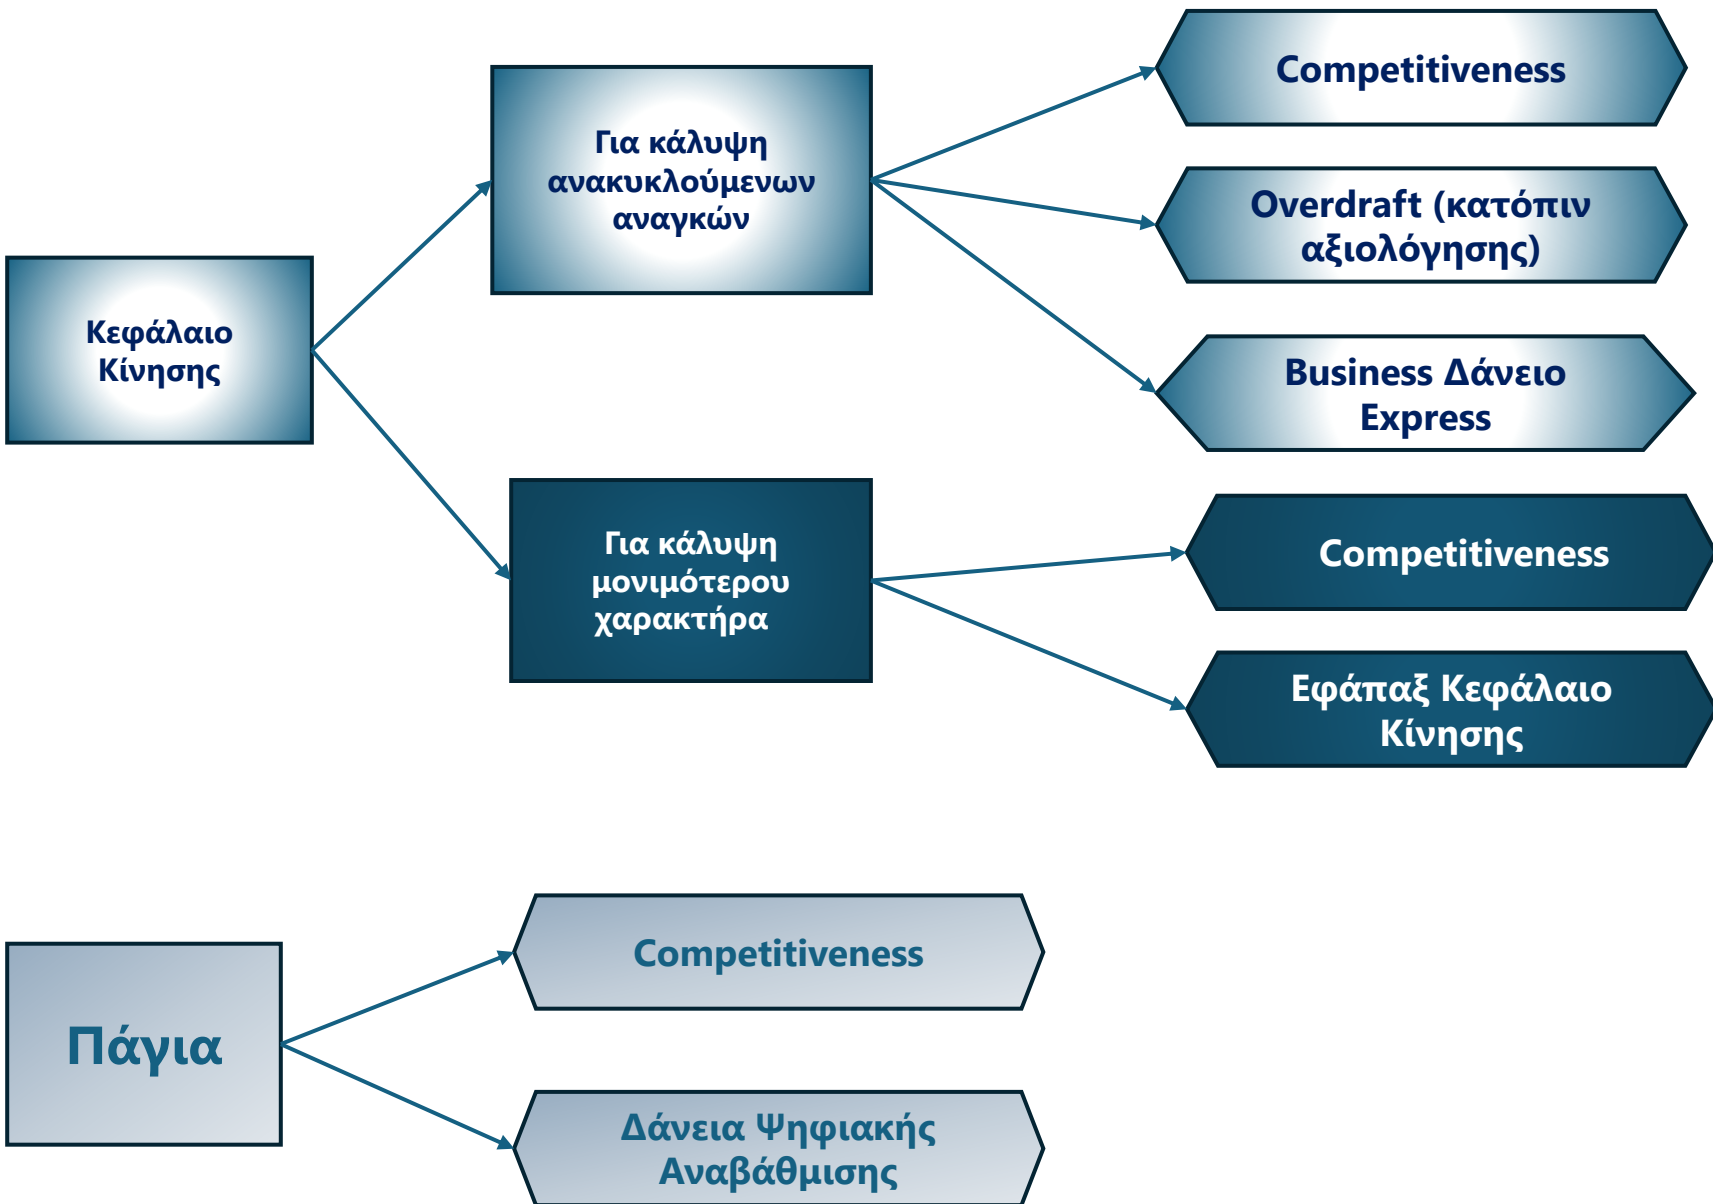 Κεφάλαιο
Κίνησης
Για κάλυψη
ανακυκλούμενων
αναγκών
Competitiveness
Overdraft (κατόπιν
αξιολόγησης)
Business Δάνειο
Express
Για κάλυψη
μονιμότερου
χαρακτήρα
Competitiveness
Εφάπαξ Κεφάλαιο
Κίνησης
Πάγια
Competitiveness
Δάνεια Ψηφιακής
Αναβάθμισης